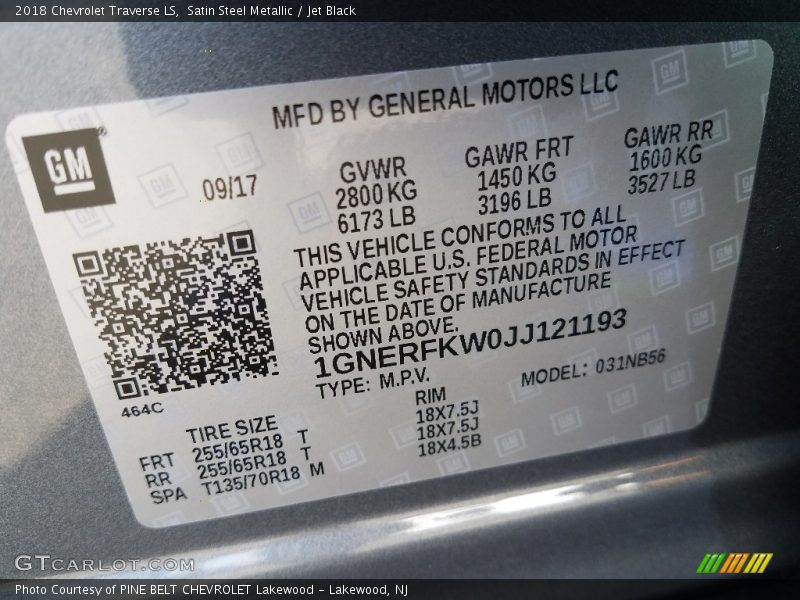 2018 Chevrolet Traverse LS, Satin Steel Metallic / Jet Black
MFD BY GENERAL MOTORS LLC
GM®
09/17
GVWR GAWR FRT GAWR RR
2800 KG 1450 KG 1600 KG
6173 LB 3196 LB 3527 LB
THIS VEHICLE CONFORMS TO ALL
APPLICABLE U.S. FEDERAL MOTOR
VEHICLE SAFETY STANDARDS IN EFFECT
ON THE DATE OF MANUFACTURE
SHOWN ABOVE.
1GNERFKW0JJ121193
TYPE: M.P.V. MODEL: 031NB56
464C
TIRE SIZE RIM
FRT 255/65R18 T 18X7.5J
RR 255/65R18 T 18X7.5J
SPA T135/70R18 M 18X4.5B
GTCARLOT.COM
Photo Courtesy of PINE BELT CHEVROLET Lakewood - Lakewood, NJ